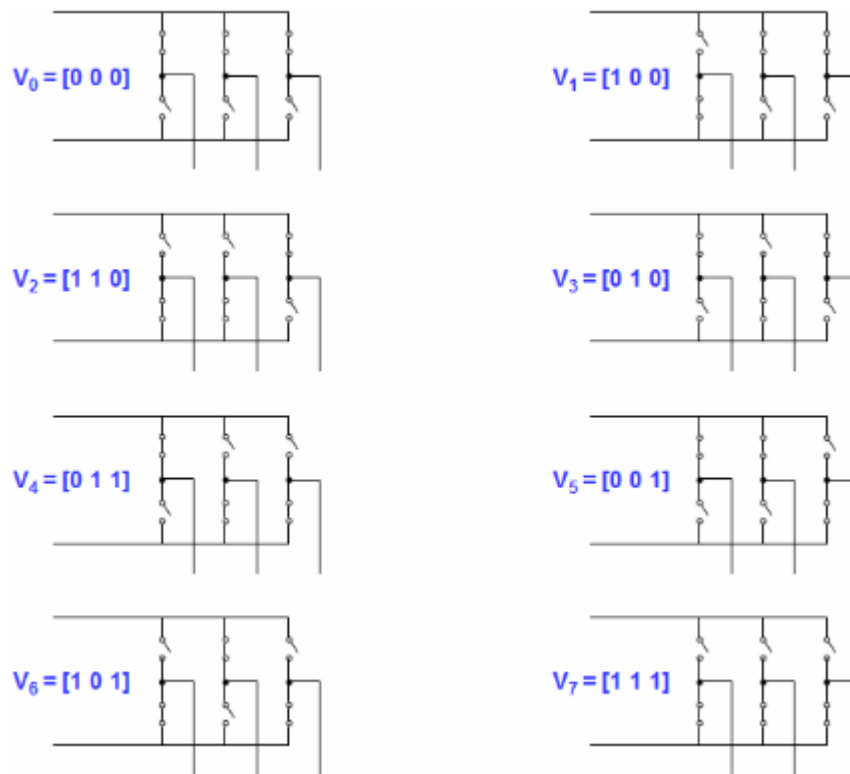 V₀ = [0 0 0]
V₁ = [1 0 0]
V₂ = [1 1 0]
V₃ = [0 1 0]
V₄ = [0 1 1]
V₅ = [0 0 1]
V₆ = [1 0 1]
V₇ = [1 1 1]